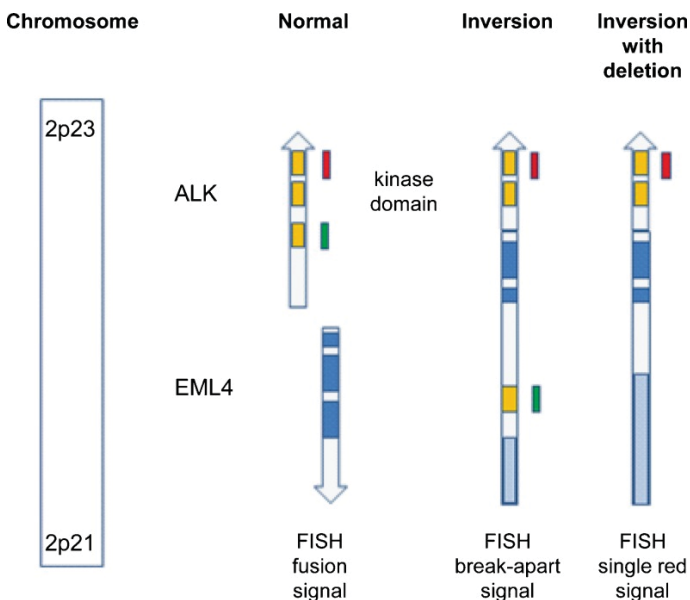 Chromosome
Normal
Inversion
Inversion
with
deletion
2p23
ALK
kinase
domain
EML4
2p21
FISH
fusion
signal
FISH
break-apart
signal
FISH
single red
signal